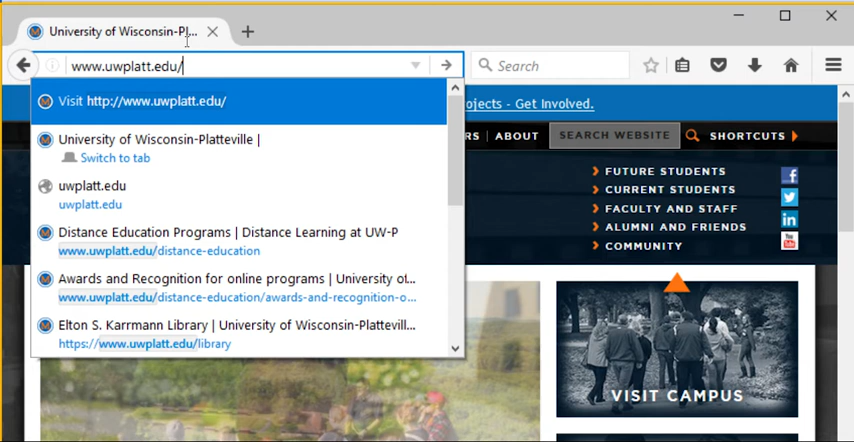 University of Wisconsin-Pl...
www.uwplatt.edu/
Search
Visit http://www.uwplatt.edu/
University of Wisconsin-Platteville |
Switch to tab
uwplatt.edu
uwplatt.edu
Distance Education Programs | Distance Learning at UW-P
www.uwplatt.edu/distance-education
Awards and Recognition for online programs | University of...
www.uwplatt.edu/distance-education/awards-and-recognition-o...
Elton S. Karrmann Library | University of Wisconsin-Plattevill...
https://www.uwplatt.edu/library
ojects - Get Involved.
RS | ABOUT SEARCH WEBSITE SHORTCUTS
FUTURE STUDENTS
CURRENT STUDENTS
FACULTY AND STAFF
ALUMNI AND FRIENDS
COMMUNITY
f
in
You Tube
VISIT CAMPUS